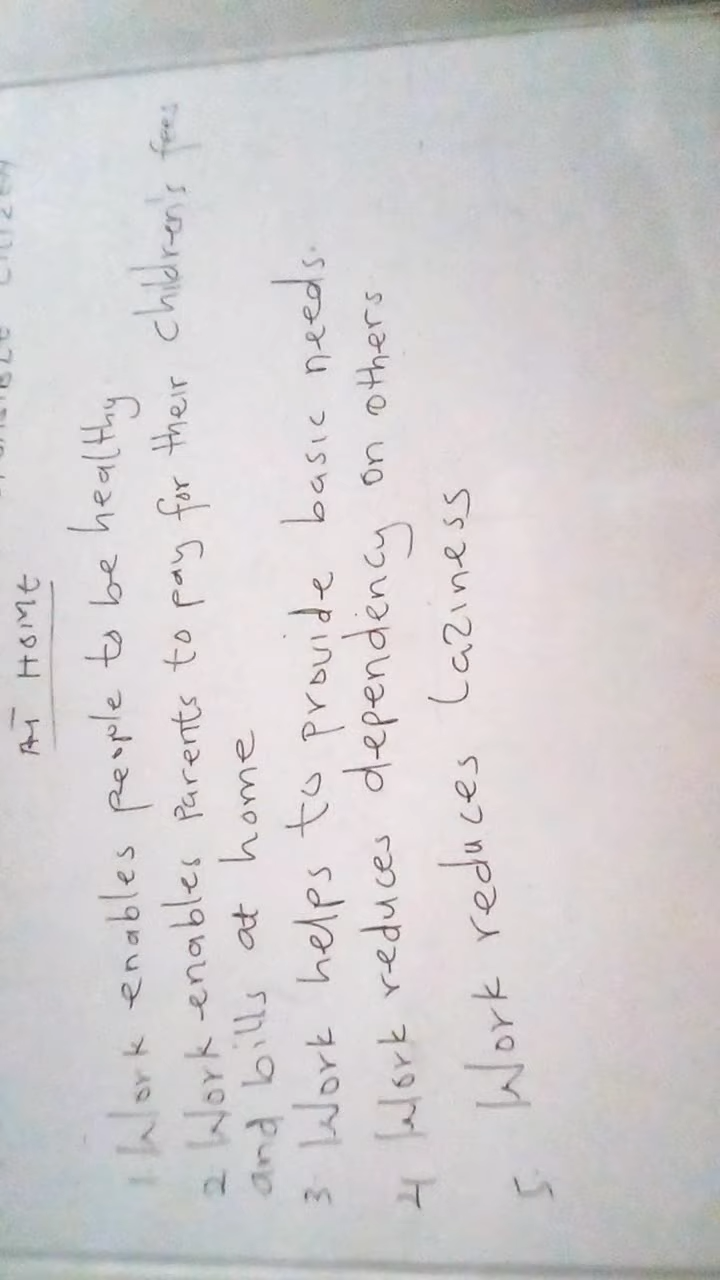 AT HOME
1 Work enables people to be healthy
2 Work enables Parents to pay for their children's fees
and bills at home
3 Work helps to provide basic needs.
4 Work reduces dependency on others
5. Work reduces Laziness